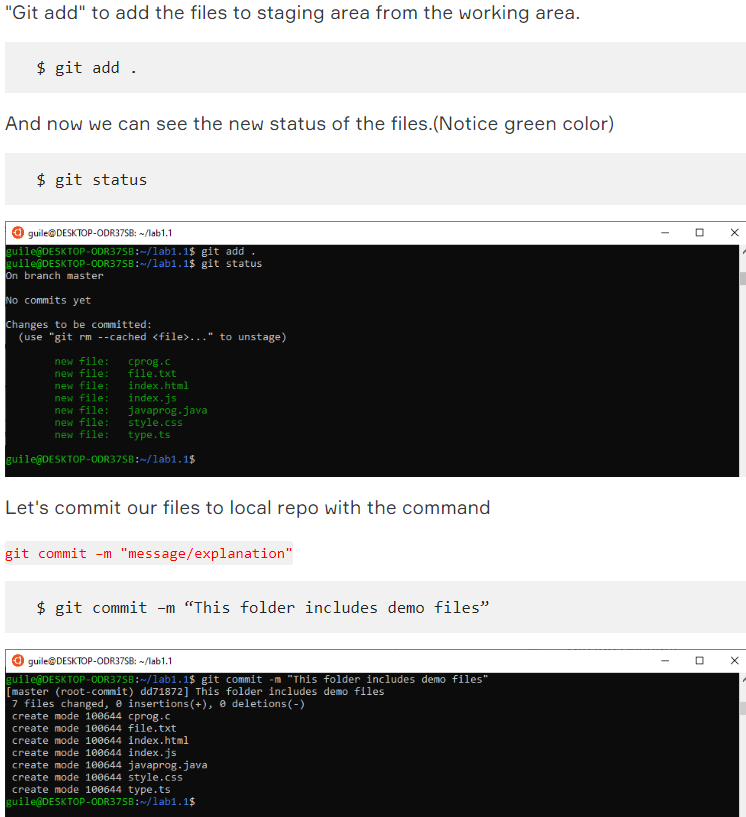 "Git add" to add the files to staging area from the working area.
$ git add .
And now we can see the new status of the files.(Notice green color)
$ git status
guile@DESKTOP-ODR37SB: ~/lab1.1
guile@DESKTOP-ODR37SB:~/lab1.1$ git add .
guile@DESKTOP-ODR37SB:~/lab1.1$ git status
On branch master
No commits yet
Changes to be committed:
(use "git rm --cached <file>..." to unstage)
new file: cprog.c
new file: file.txt
new file: index.html
new file: index.js
new file: javaprog.java
new file: style.css
new file: type.ts
guile@DESKTOP-ODR37SB:~/lab1.1$
Let's commit our files to local repo with the command
git commit –m "message/explanation"
$ git commit –m “This folder includes demo files”
guile@DESKTOP-ODR37SB: ~/lab1.1
guile@DESKTOP-ODR37SB:~/lab1.1$ git commit -m "This folder includes demo files"
[master (root-commit) dd71872] This folder includes demo files
7 files changed, 0 insertions(+), 0 deletions(-)
create mode 100644 cprog.c
create mode 100644 file.txt
create mode 100644 index.html
create mode 100644 index.js
create mode 100644 javaprog.java
create mode 100644 style.css
create mode 100644 type.ts
guile@DESKTOP-ODR37SB:~/lab1.1$